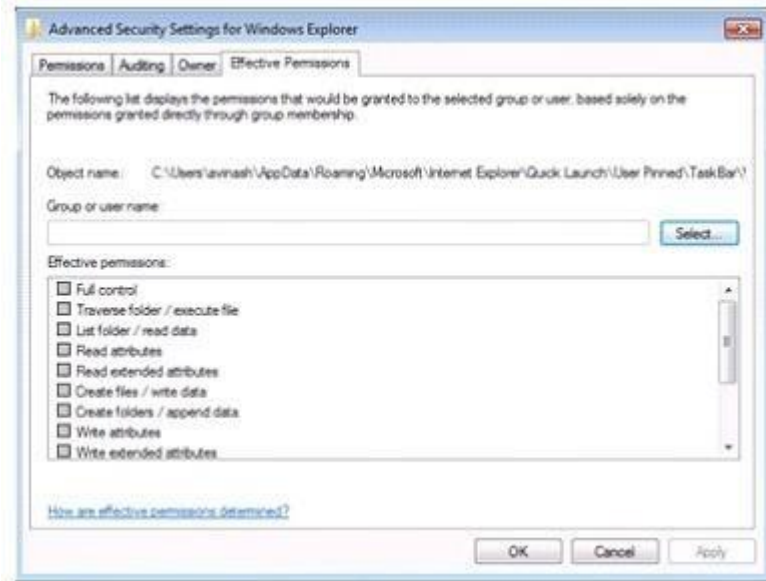 Advanced Security Settings for Windows Explorer
Permissions Auditing Owner Effective Permissions
The following list displays the permissions that would be granted to the selected group or user, based solely on the
permissions granted directly through group membership.
Object name: C:\Users\avinash\AppData\Roaming\Microsoft\Internet Explorer\Quick Launch\User Pinned\TaskBar\
Group or user name
Select...
Effective permissions:
Full control
Traverse folder / execute file
List folder / read data
Read attributes
Read extended attributes
Create files / write data
Create folders / append data
Write attributes
Write extended attributes
How are effective permissions determined?
OK Cancel Apply